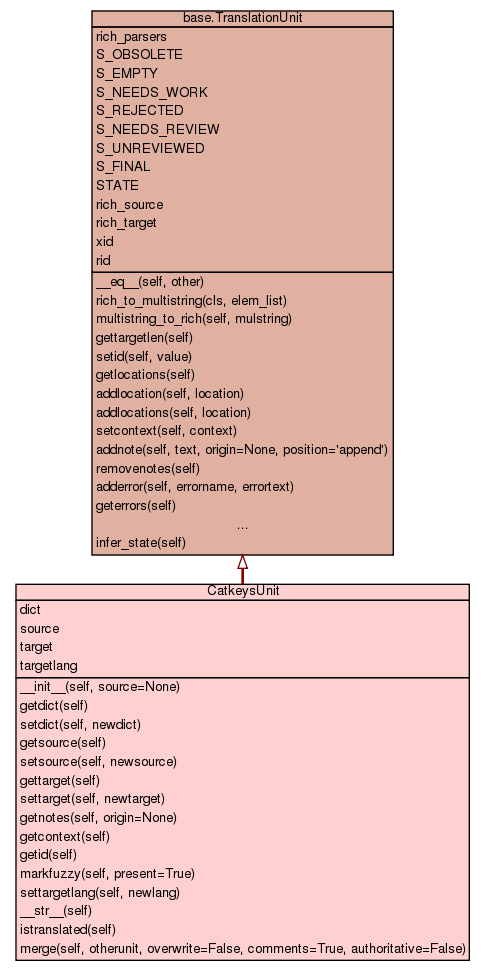 base.TranslationUnit
rich_parsers
S_OBSOLETE
S_EMPTY
S_NEEDS_WORK
S_REJECTED
S_NEEDS_REVIEW
S_UNREVIEWED
S_FINAL
STATE
rich_source
rich_target
xid
rid
__eq__(self, other)
rich_to_multistring(cls, elem_list)
multistring_to_rich(self, mulstring)
gettargetlen(self)
setid(self, value)
getlocations(self)
addlocation(self, location)
addlocations(self, location)
setcontext(self, context)
addnote(self, text, origin=None, position='append')
removenotes(self)
adderror(self, errorname, errortext)
geterrors(self)
...
infer_state(self)
CatkeysUnit
dict
source
target
targetlang
__init__(self, source=None)
getdict(self)
setdict(self, newdict)
getsource(self)
setsource(self, newsource)
gettarget(self)
settarget(self, newtarget)
getnotes(self, origin=None)
getcontext(self)
getid(self)
markfuzzy(self, present=True)
settargetlang(self, newlang)
__str__(self)
istranslated(self)
merge(self, otherunit, overwrite=False, comments=True, authoritative=False)